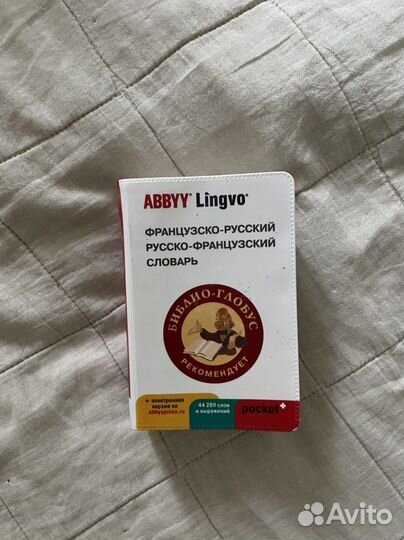 ABBYY® Lingvo®
ФРАНЦУЗСКО-РУССКИЙ
РУССКО-ФРАНЦУЗСКИЙ
СЛОВАРЬ
БИБЛИО-ГЛОБУС
РЕКОМЕНДУЕТ
+ электронная
версия на
abbyypress.ru
44 280 слов
и выражений
pocket+
Avito